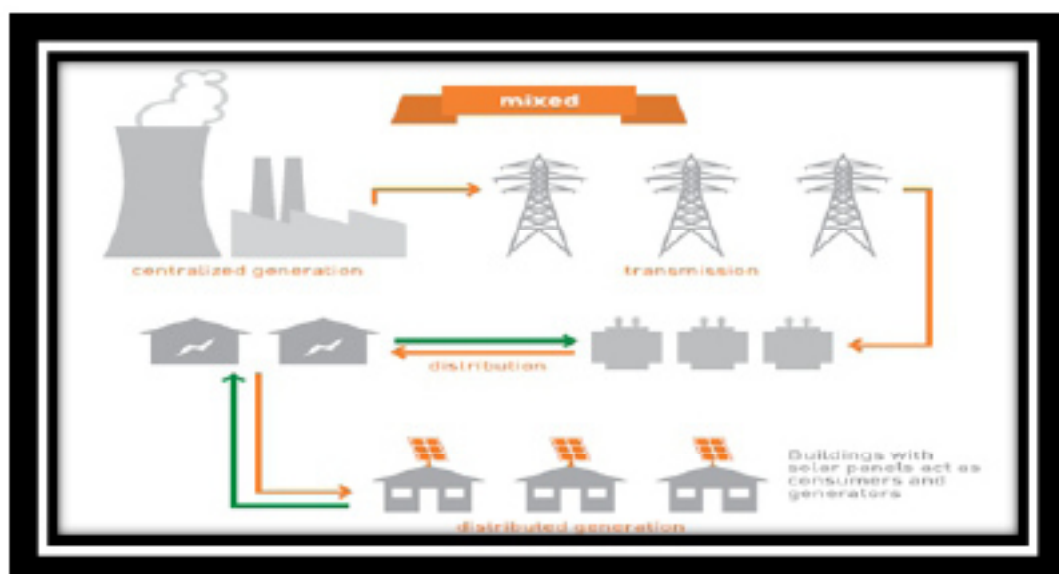 mixed
centralized generation
transmission
distribution
Buildings with
solar panels act as
consumers and
generators
distributed generation